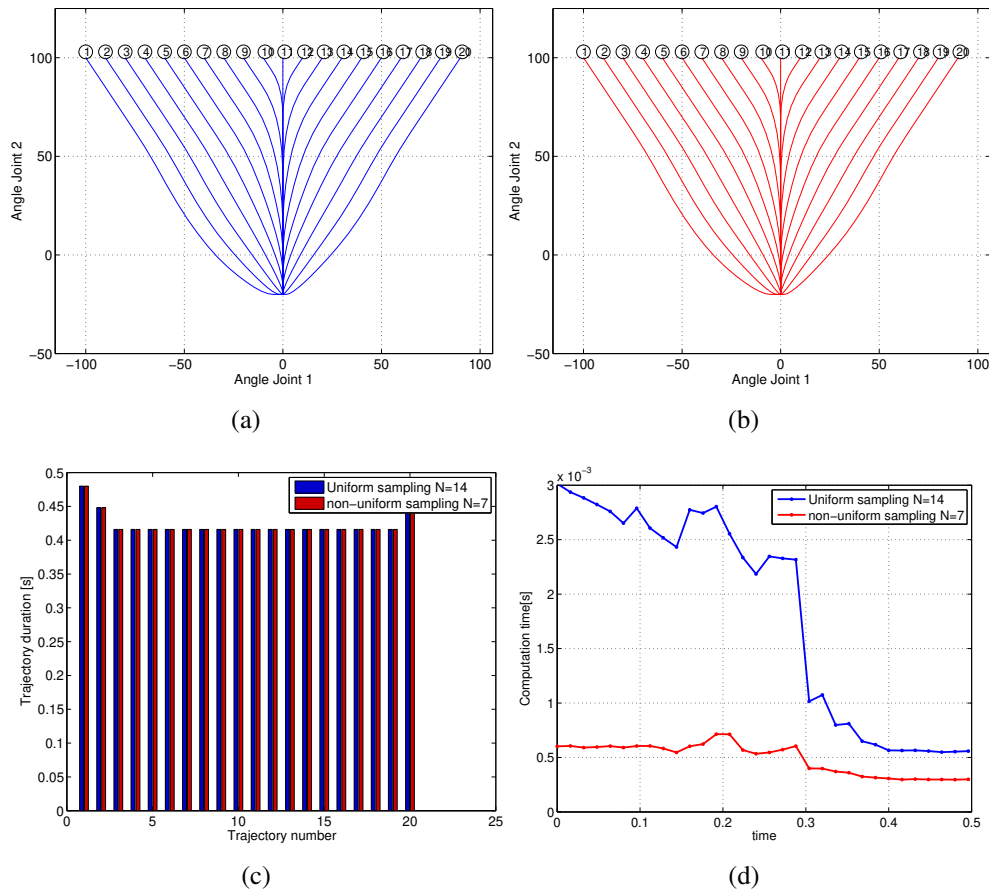 1 2 3 4 5 6 7 8 9 10 11 12 13 14 15 16 17 18 19 20
100
50
0
−50
Angle Joint 2
−100 −50 0 50 100
Angle Joint 1
(a)
1 2 3 4 5 6 7 8 9 10 11 12 13 14 15 16 17 18 19 20
100
50
0
−50
Angle Joint 2
−100 −50 0 50 100
Angle Joint 1
(b)
Uniform sampling N=14
non−uniform sampling N=7
0.5
0.45
0.4
0.35
0.3
0.25
0.2
0.15
0.1
0.05
0
Trajectory duration [s]
0 5 10 15 20 25
Trajectory number
(c)
x 10−3
Uniform sampling N=14
non−uniform sampling N=7
3
2.5
2
1.5
1
0.5
0
Computation time[s]
0 0.1 0.2 0.3 0.4 0.5
time
(d)